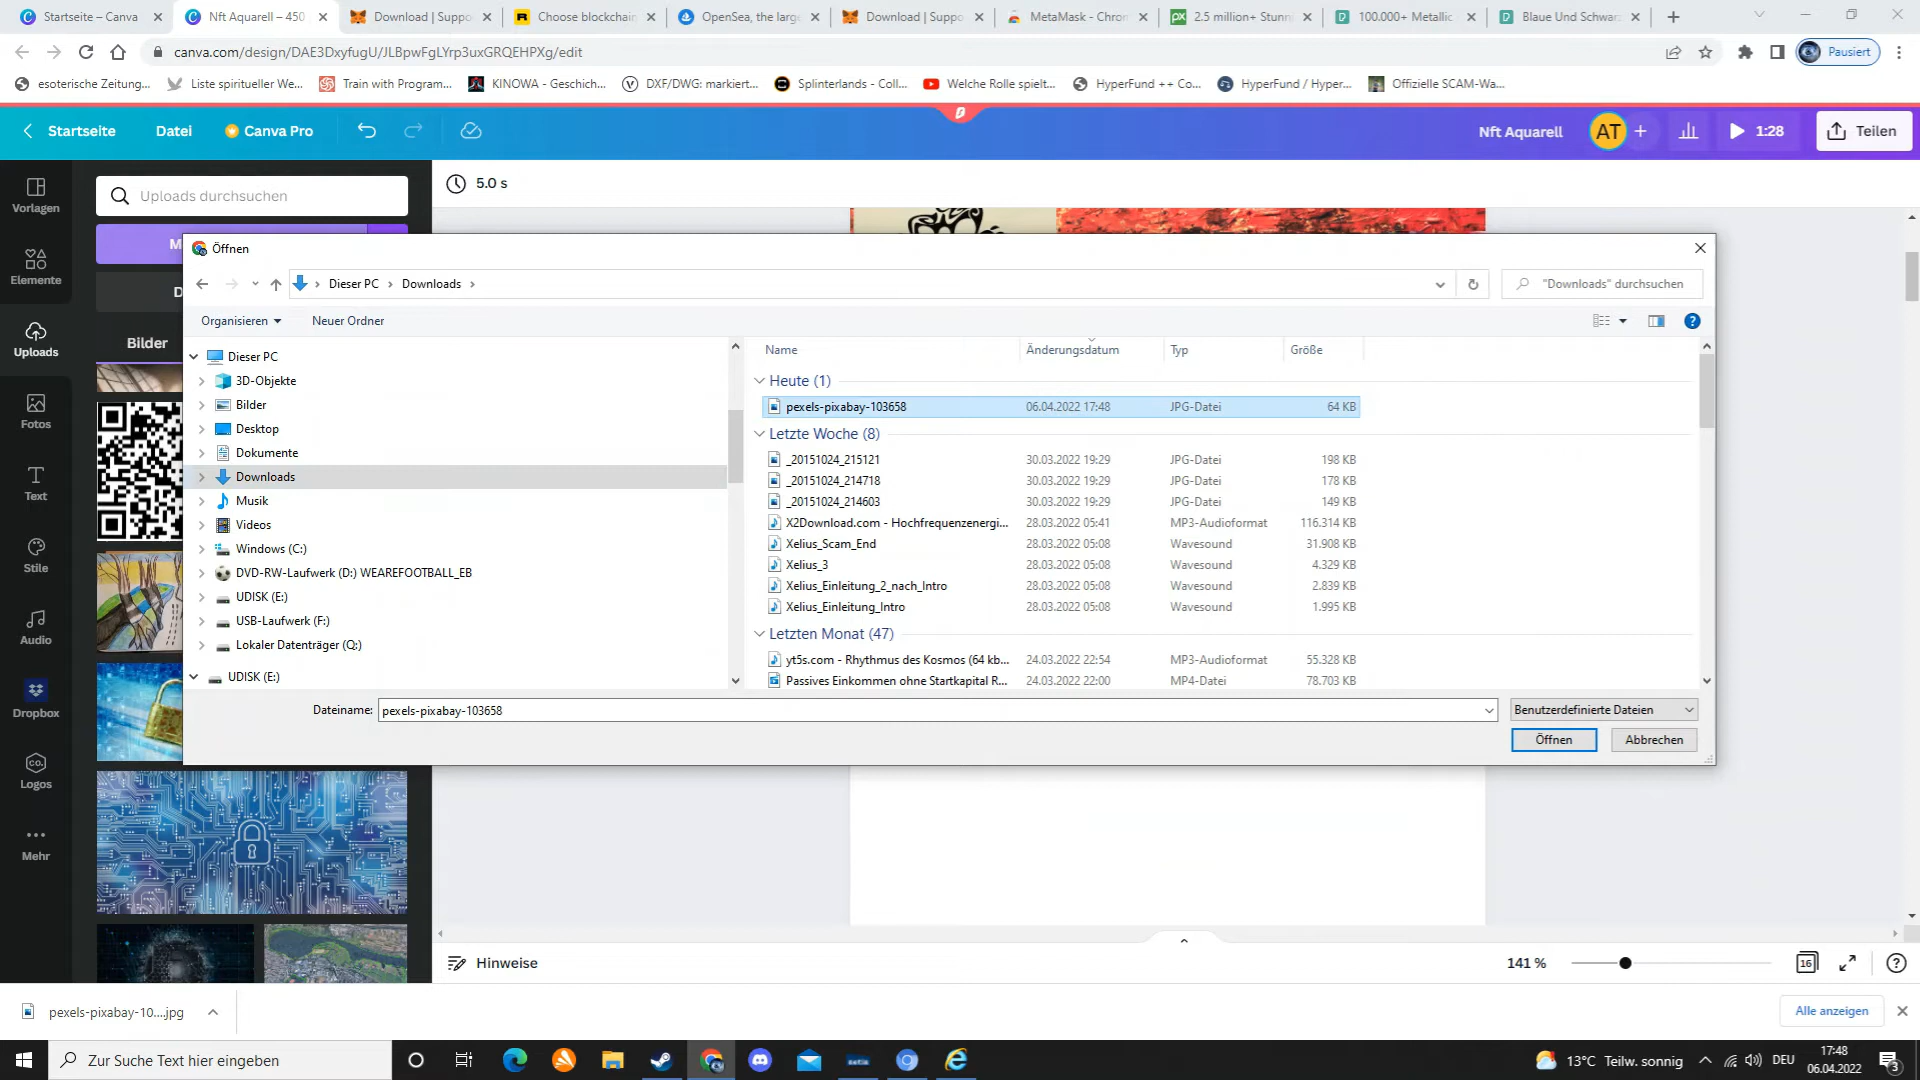 Startseite – Canva
Nft Aquarell – 450
Download | Suppo
Choose blockchain
OpenSea, the large
Download | Suppo
MetaMask - Chrom
2.5 million+ Stunn
100.000+ Metallic
Blaue Und Schwar
canva.com/design/DAE3DxyfugU/JLBpwFgLYrp3uxGRQEHPXg/edit
Pausiert
esoterische Zeitung...
Liste spiritueller We...
Train with Program...
KINOWA - Geschich...
DXF/DWG: markiert...
Splinterlands - Coll...
Welche Rolle spielt...
HyperFund ++ Co...
HyperFund / Hyper...
Offizielle SCAM-Wa...
Startseite
Datei
Canva Pro
Nft Aquarell
AT
1:28
Teilen
Vorlagen
Elemente
Uploads
Fotos
Text
Stile
Audio
Dropbox
Logos
Mehr
Uploads durchsuchen
M
D
Bilder
5.0 s
Öffnen
Dieser PC
Downloads
"Downloads" durchsuchen
Organisieren
Neuer Ordner
Dieser PC
3D-Objekte
Bilder
Desktop
Dokumente
Downloads
Musik
Videos
Windows (C:)
DVD-RW-Laufwerk (D:) WEAREFOOTBALL_EB
UDISK (E:)
USB-Laufwerk (F:)
Lokaler Datenträger (Q:)
UDISK (E:)
Name Änderungsdatum Typ Größe
Heute (1)
pexels-pixabay-103658 06.04.2022 17:48 JPG-Datei 64 KB
Letzte Woche (8)
_20151024_215121 30.03.2022 19:29 JPG-Datei 198 KB
_20151024_214718 30.03.2022 19:29 JPG-Datei 178 KB
_20151024_214603 30.03.2022 19:29 JPG-Datei 149 KB
X2Download.com - Hochfrequenzenergi... 28.03.2022 05:41 MP3-Audioformat 116.314 KB
Xelius_Scam_End 28.03.2022 05:08 Wavesound 31.908 KB
Xelius_3 28.03.2022 05:08 Wavesound 4.329 KB
Xelius_Einleitung_2_nach_Intro 28.03.2022 05:08 Wavesound 2.839 KB
Xelius_Einleitung_Intro 28.03.2022 05:08 Wavesound 1.995 KB
Letzten Monat (47)
yt5s.com - Rhythmus des Kosmos (64 kb... 24.03.2022 22:54 MP3-Audioformat 55.328 KB
Passives Einkommen ohne Startkapital R... 24.03.2022 22:00 MP4-Datei 78.703 KB
Dateiname: pexels-pixabay-103658
Benutzerdefinierte Dateien
Öffnen
Abbrechen
Hinweise
141 %
16
pexels-pixabay-10....jpg
Alle anzeigen
Zur Suche Text hier eingeben
13°C Teilw. sonnig
DEU
17:48
06.04.2022
3